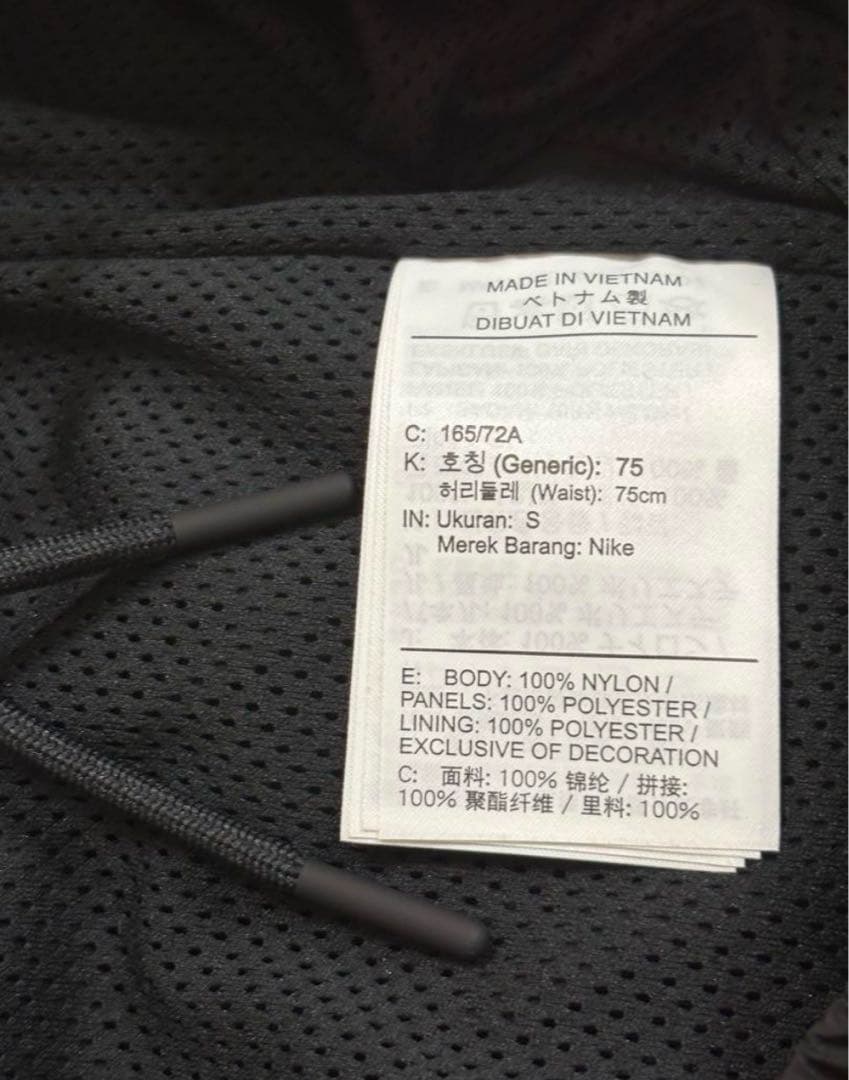 MADE IN VIETNAM
ベトナム製
DIBUAT DI VIETNAM
C: 165/72A
K: 호칭 (Generic): 75
허리둘레 (Waist): 75cm
IN: Ukuran: S
Merek Barang: Nike
E: BODY: 100% NYLON /
PANELS: 100% POLYESTER /
LINING: 100% POLYESTER /
EXCLUSIVE OF DECORATION
C: 面料: 100% 锦纶 / 拼接:
100% 聚酯纤维 / 里料: 100%